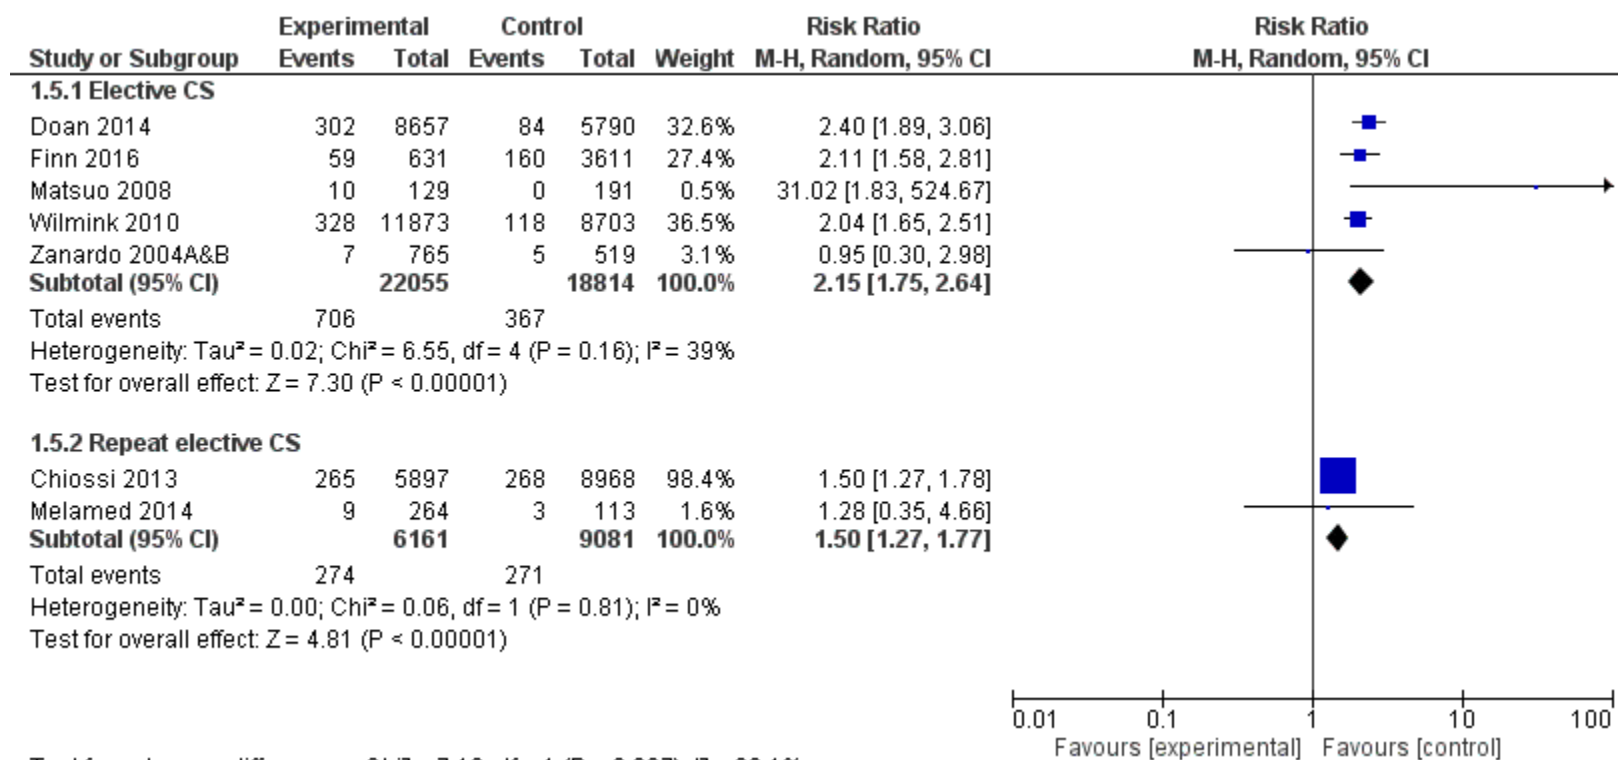 Experimental Control Risk Ratio Risk Ratio
Study or Subgroup Events Total Events Total Weight M-H, Random, 95% CI M-H, Random, 95% CI
1.5.1 Elective CS
Doan 2014 302 8657 84 5790 32.6% 2.40 [1.89, 3.06]
Finn 2016 59 631 160 3611 27.4% 2.11 [1.58, 2.81]
Matsuo 2008 10 129 0 191 0.5% 31.02 [1.83, 524.67]
Wilmink 2010 328 11873 118 8703 36.5% 2.04 [1.65, 2.51]
Zanardo 2004A&B 7 765 5 519 3.1% 0.95 [0.30, 2.98]
Subtotal (95% CI) 22055 18814 100.0% 2.15 [1.75, 2.64]
Total events 706 367
Heterogeneity: Tau² = 0.02; Chi² = 6.55, df = 4 (P = 0.16); I² = 39%
Test for overall effect: Z = 7.30 (P < 0.00001)
1.5.2 Repeat elective CS
Chiossi 2013 265 5897 268 8968 98.4% 1.50 [1.27, 1.78]
Melamed 2014 9 264 3 113 1.6% 1.28 [0.35, 4.66]
Subtotal (95% CI) 6161 9081 100.0% 1.50 [1.27, 1.77]
Total events 274 271
Heterogeneity: Tau² = 0.00; Chi² = 0.06, df = 1 (P = 0.81); I² = 0%
Test for overall effect: Z = 4.81 (P < 0.00001)
0.01 0.1 1 10 100
Favours [experimental] Favours [control]